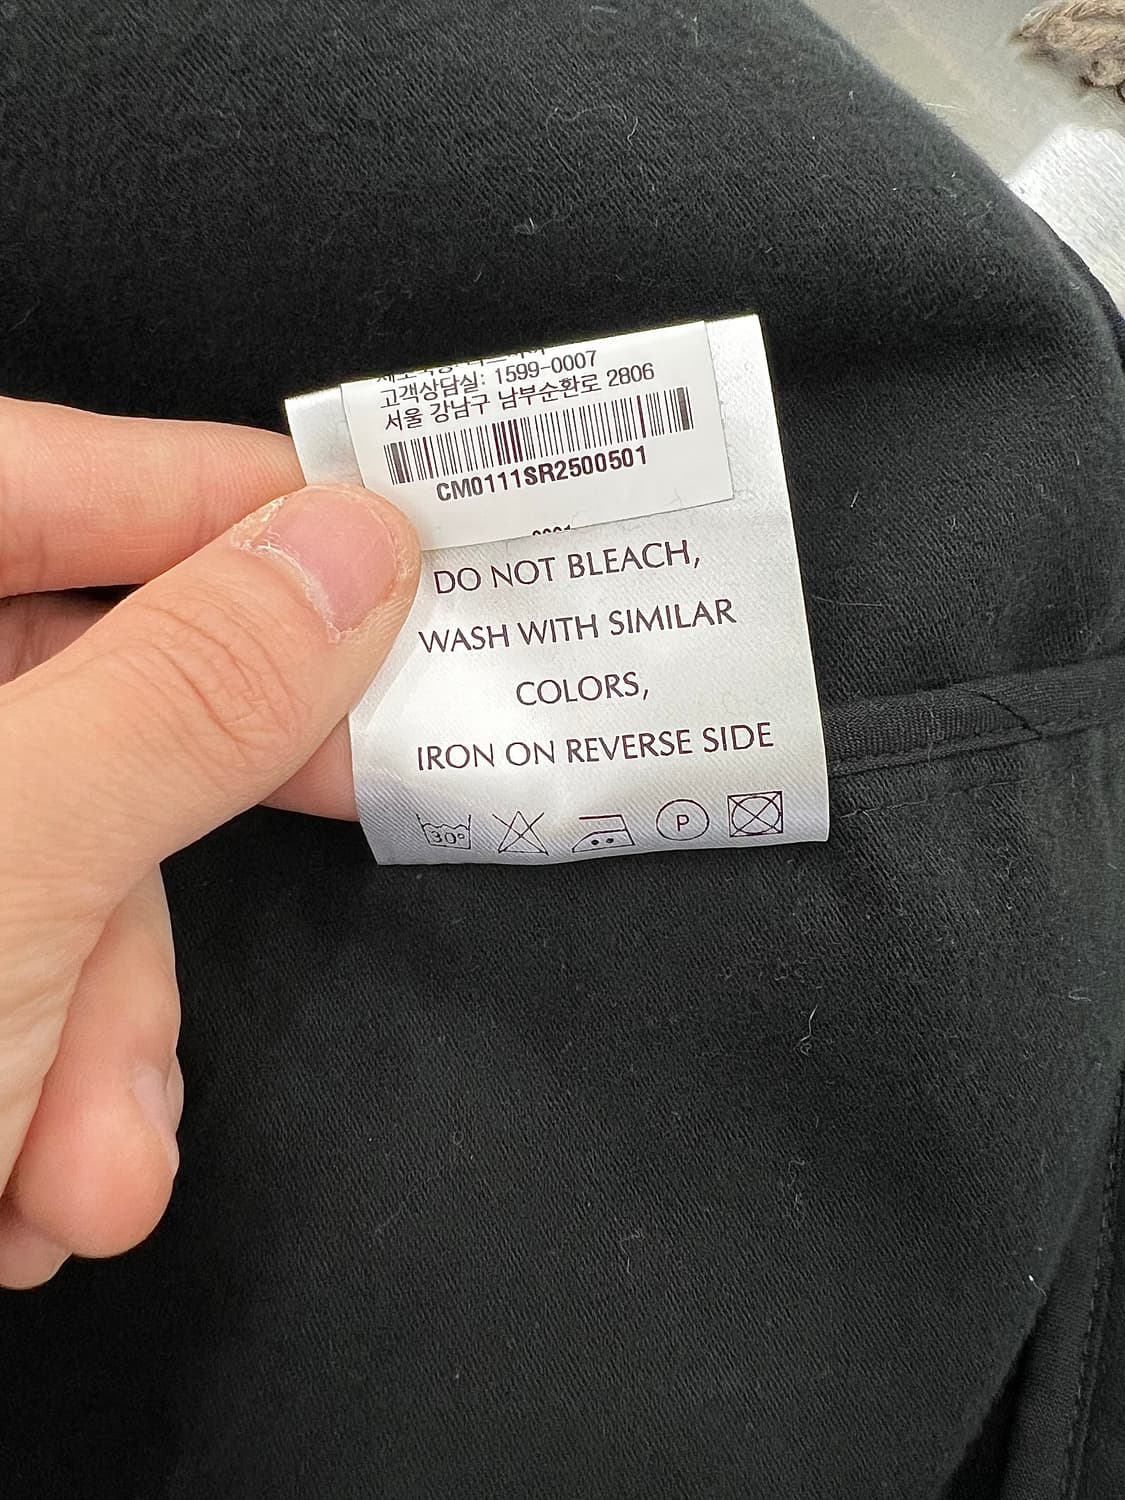 고객상담실: 1599-0007
서울 강남구 남부순환로 2806
CM0111SR2500501
DO NOT BLEACH,
WASH WITH SIMILAR
COLORS,
IRON ON REVERSE SIDE
30°
P